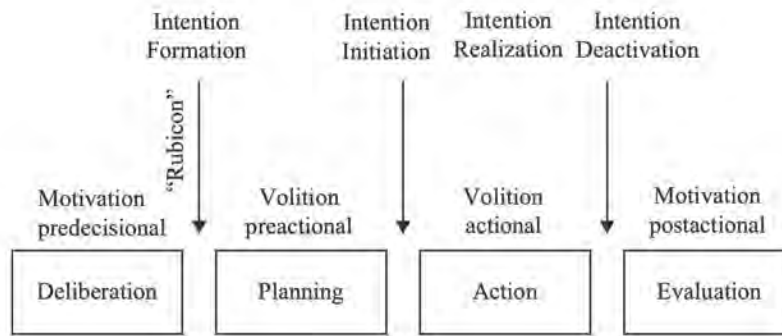 Intention
Formation
Intention
Initiation
Intention
Realization
Intention
Deactivation
“Rubicon”
Motivation
predecisional
Volition
preactional
Volition
actional
Motivation
postactional
Deliberation
Planning
Action
Evaluation